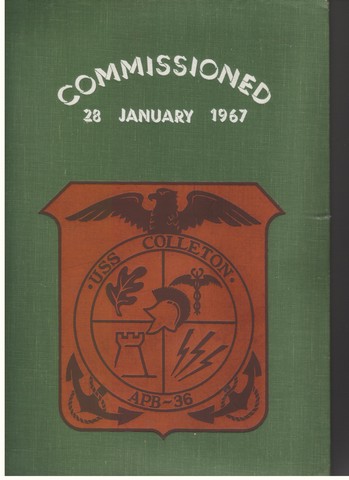 COMMISSIONED
28 JANUARY 1967
·USS COLLETON·
APB-36